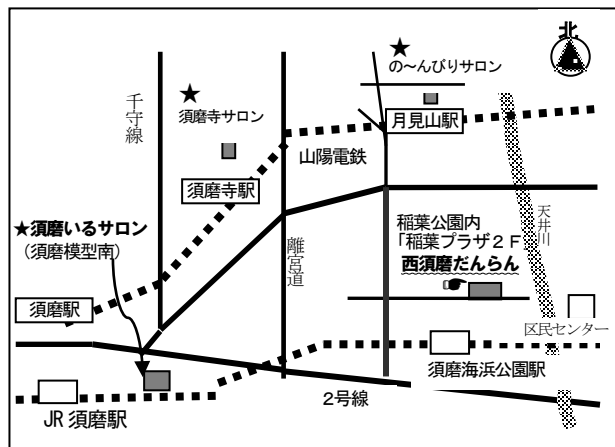 北
★
の～んびりサロン
★
須磨寺サロン
千守線
月見山駅
山陽電鉄
須磨寺駅
★須磨いるサロン
（須磨模型南）
離宮道
稲葉公園内
「稲葉プラザ２Ｆ
西須磨だんらん
天井川
須磨駅
区民センター
須磨海浜公園駅
JR 須磨駅
２号線